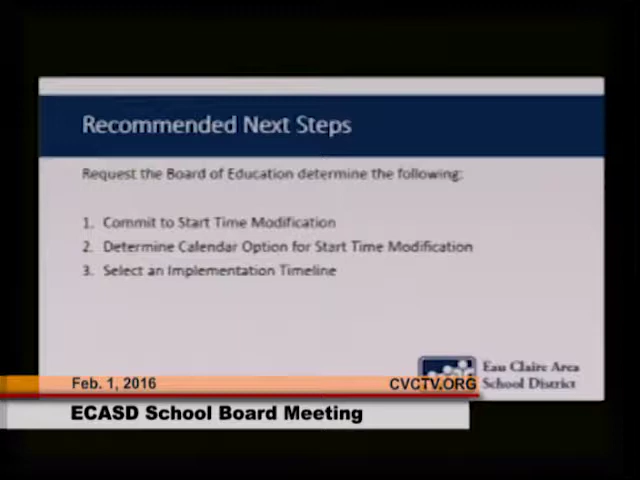 Recommended Next Steps
Request the Board of Education determine the following:
1. Commit to Start Time Modification
2. Determine Calendar Option for Start Time Modification
3. Select an Implementation Timeline
Eau Claire Area
School District
Feb. 1, 2016
CVCTV.ORG
ECASD School Board Meeting